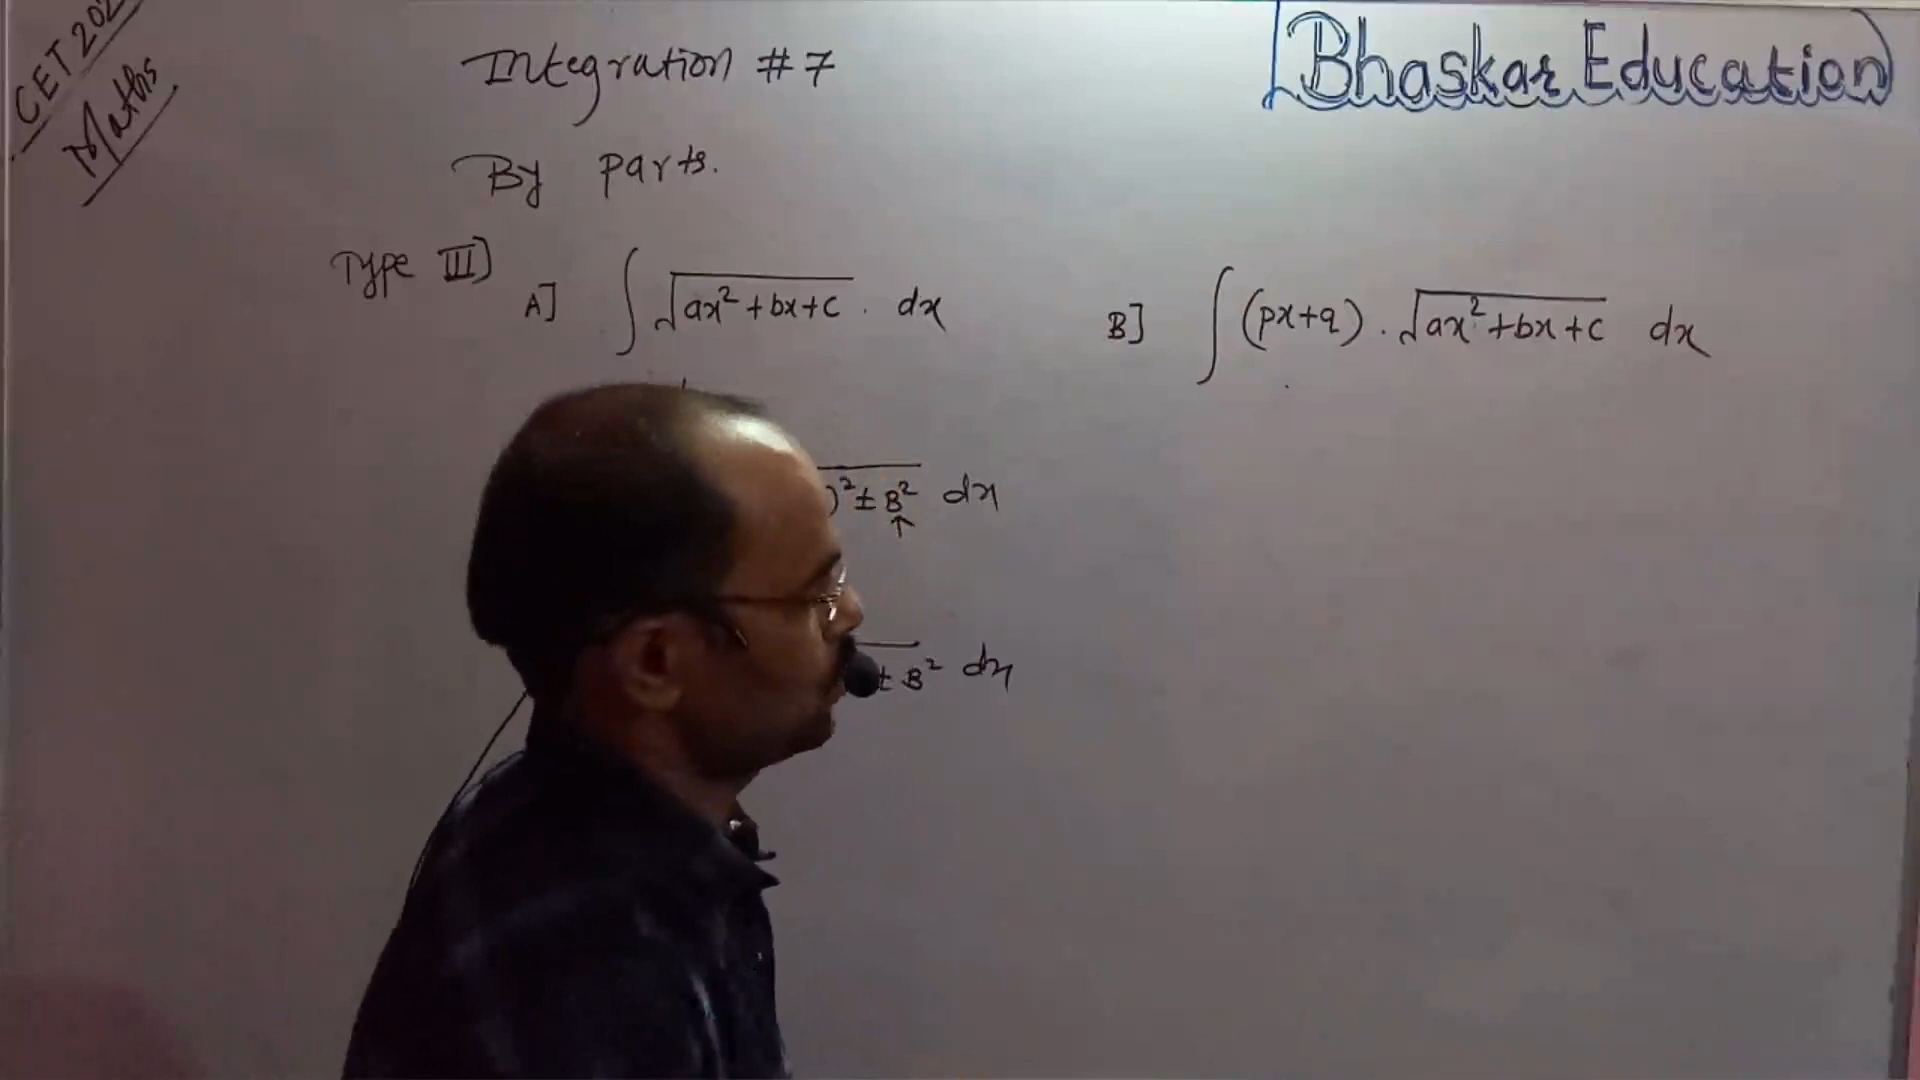 CET 202
Maths
Integration #7
Bhaskar Education
By parts.
Type III)
A] ∫ √(ax² + bx + c) . dx
B] ∫ (px+q) . √(ax² + bx + c) dx
)² ± B² dx
↑
± B² dx